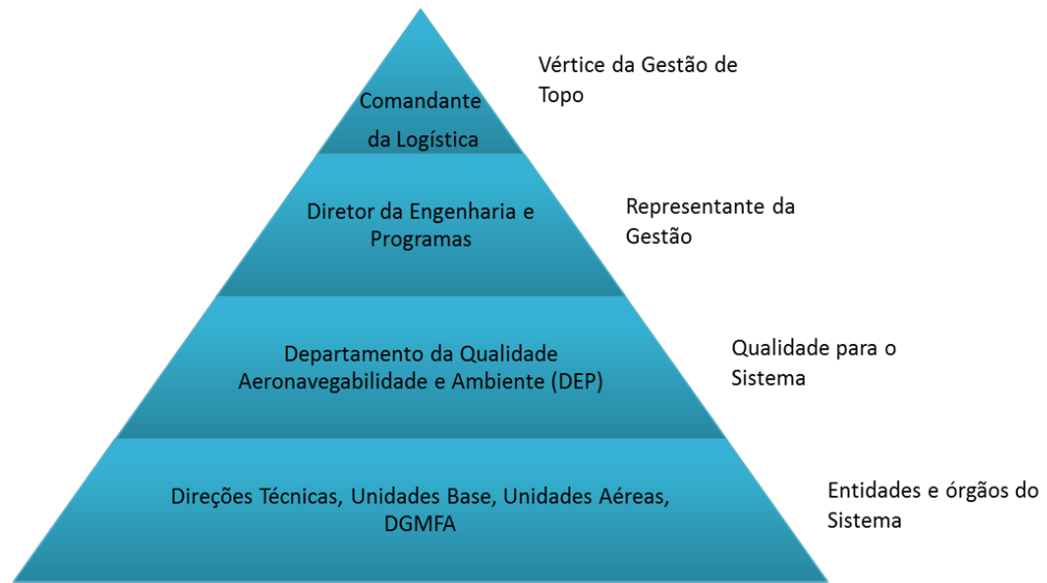 Vértice da Gestão de
Topo
Comandante
da Logística
Representante da
Gestão
Diretor da Engenharia e
Programas
Qualidade para o
Sistema
Departamento da Qualidade
Aeronavegabilidade e Ambiente (DEP)
Entidades e órgãos do
Sistema
Direções Técnicas, Unidades Base, Unidades Aéreas,
DGMFA